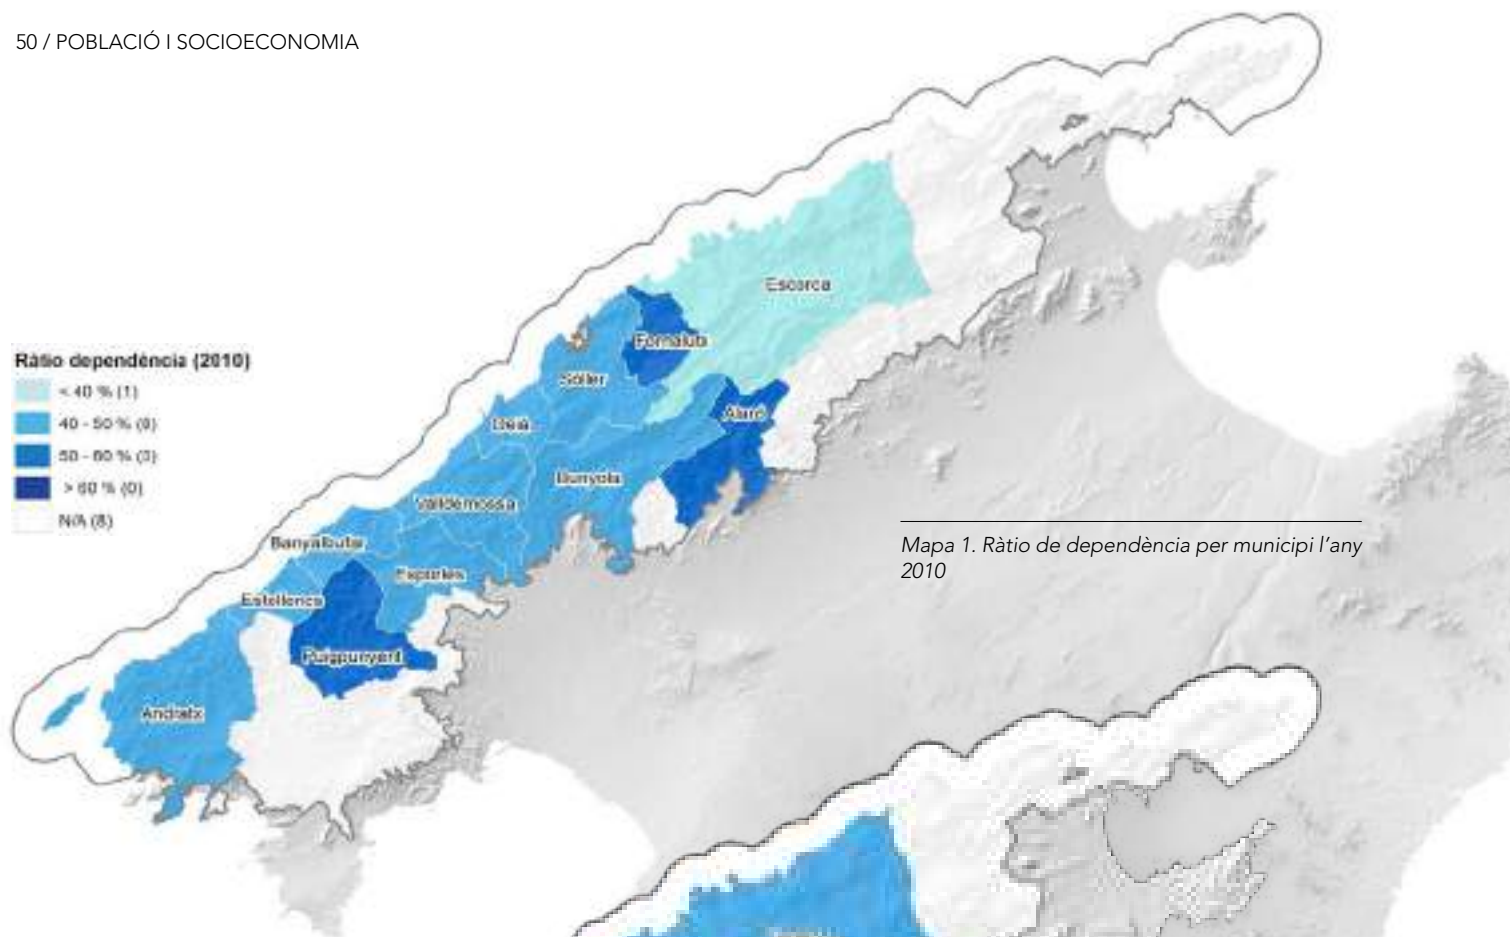 50 / POBLACIÓ I SOCIOECONOMIA
Escorca
Fornalutx
Sóller
Deià
Alaró
Bunyola
Valldemossa
Banyalbufar
Esporles
Estellencs
Puigpunyent
Andratx
Ràtio dependència (2010)
< 40 % (1)
40 - 50 % (8)
50 - 60 % (3)
> 60 % (0)
N/A (8)
Mapa 1. Ràtio de dependència per municipi l'any
2010